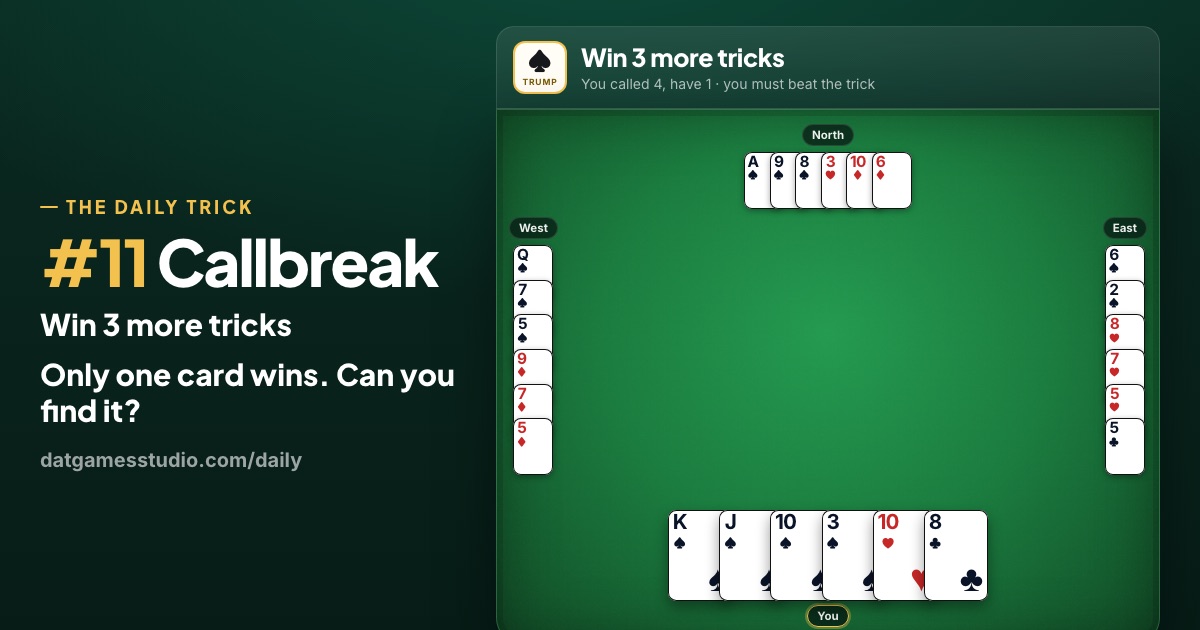 — THE DAILY TRICK
#11 Callbreak
Win 3 more tricks
Only one card wins. Can you
find it?
datgamesstudio.com/daily
♠
TRUMP
Win 3 more tricks
You called 4, have 1 · you must beat the trick
North
A♠ 9♠ 8♠ 3♥ 10♦ 6♦
West
Q♠
7♠
5♠
9♦
7♦
5♦
East
6♠
2♠
8♥
7♥
5♥
5♣
K♠ J♠ 10♠ 3♠ 10♥ 8♣
You